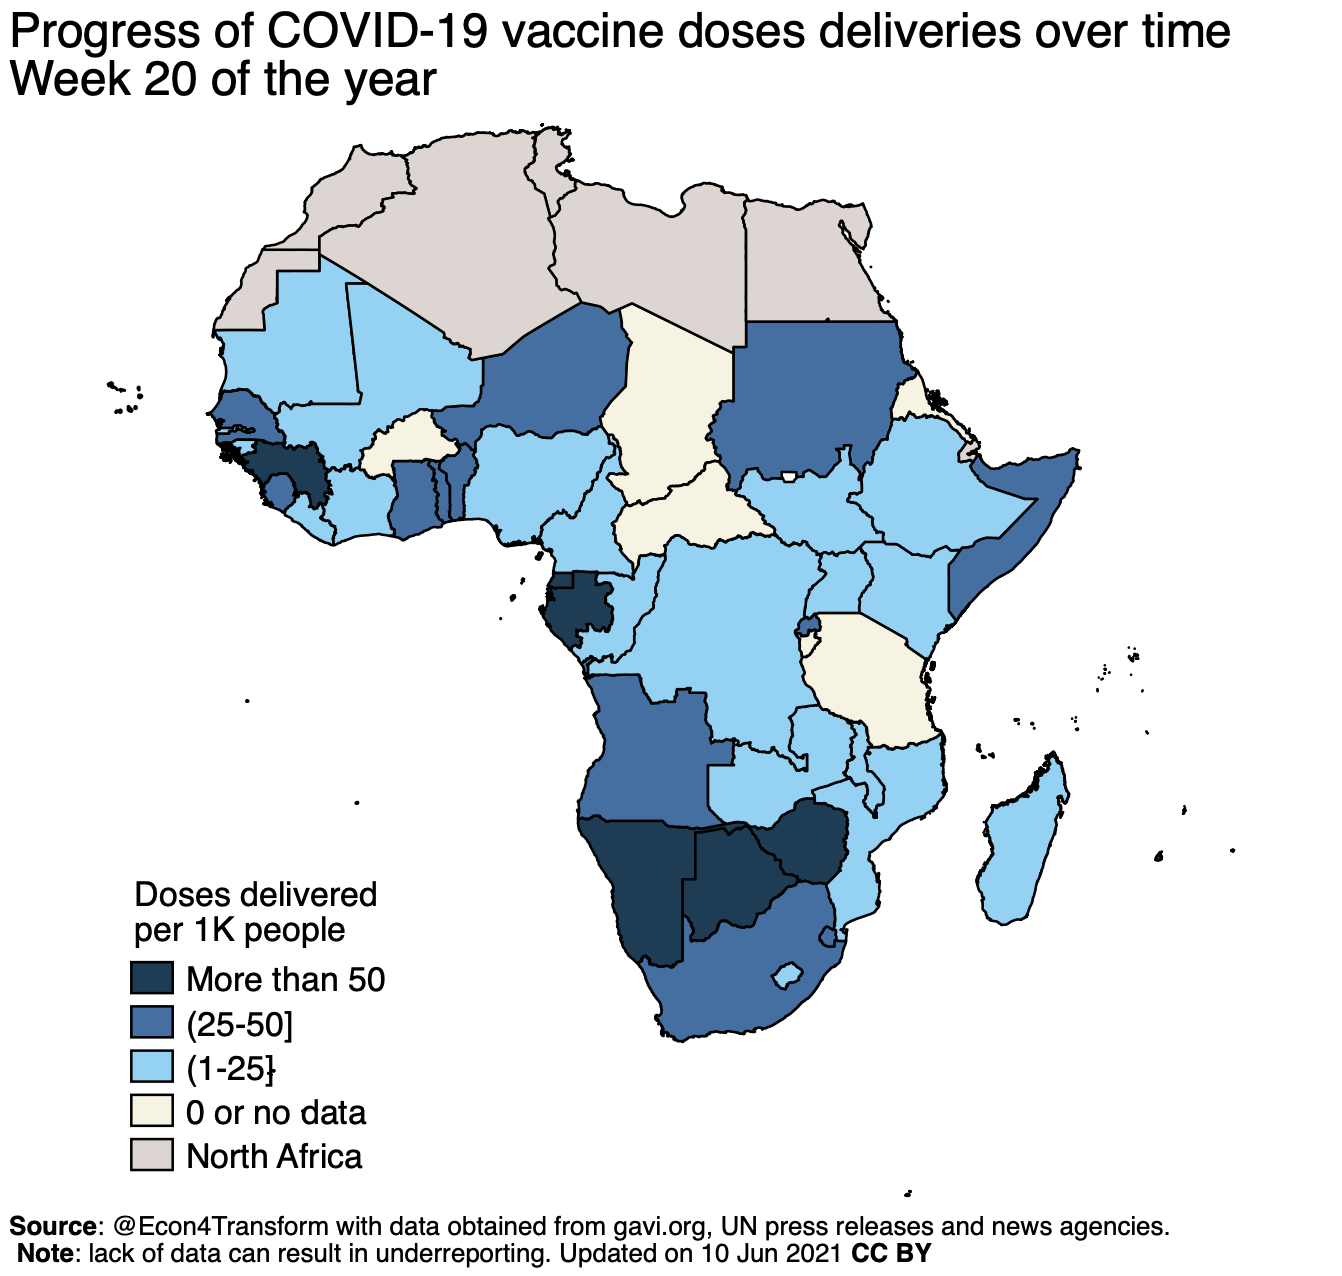 Progress of COVID-19 vaccine doses deliveries over time
Week 20 of the year
Doses delivered
per 1K people
More than 50
(25-50]
(1-25]
0 or no data
North Africa
Source: @Econ4Transform with data obtained from gavi.org, UN press releases and news agencies.
Note: lack of data can result in underreporting. Updated on 10 Jun 2021 CC BY